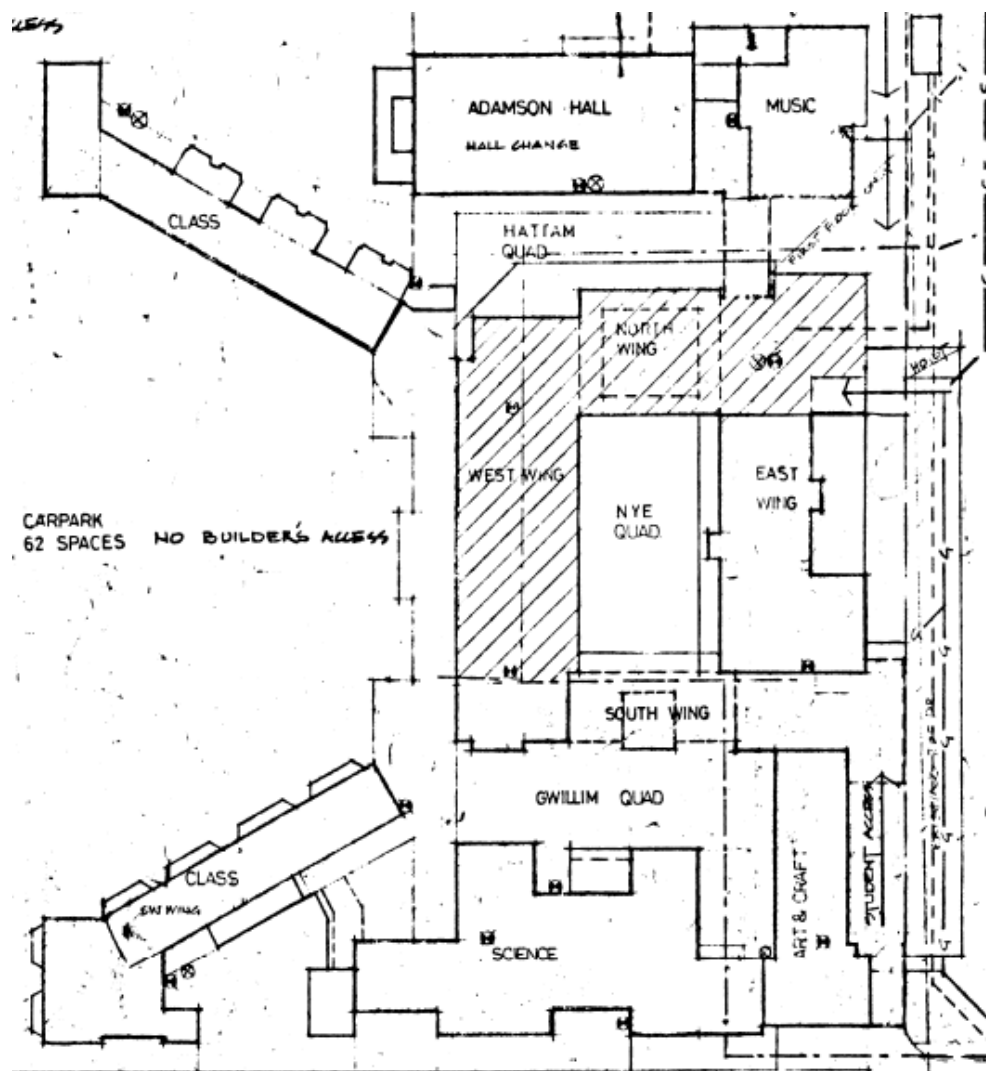 ADAMSON HALL
HALL CHANGE
MUSIC
CLASS
HATTAM
QUAD
FIRST
NORTH
WING
WEST WING
NYE
QUAD
EAST
WING
CARPARK
62 SPACES NO BUILDER'S ACCESS
SOUTH WING
GWILLIM QUAD
CLASS
SW WING
SCIENCE
ART & CRAFT
STUDENT ACCESS